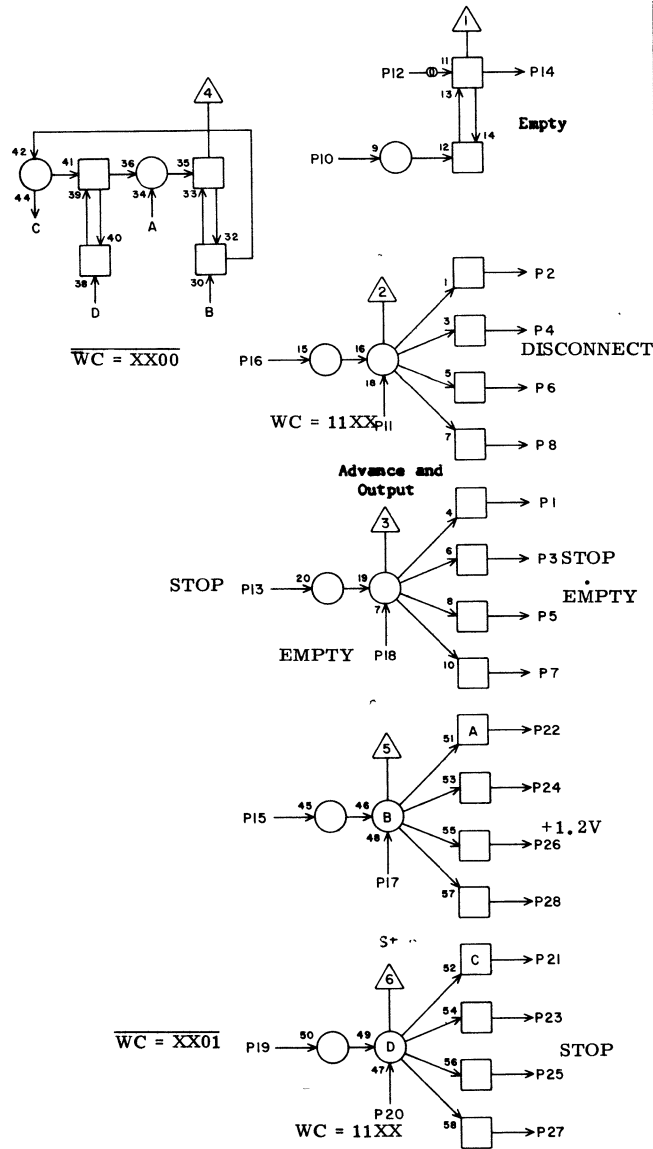 1
P12 11 P14
13
Empty
14
P10 9 12
4
42 41 36 35
44 39 34 33
C 40 A 32
38 30
D B
WC = XX00
2
1 P2
3 P4
DISCONNECT
P16 15 16
18
5 P6
WC = 11XX P11
7 P8
Advance and
Output
3
4 P1
6 P3 STOP
STOP P13 20 19
7
8 P5
EMPTY
EMPTY P18
10 P7
5
51 A P22
53 P24
P15 45 46 B
48
+1.2V
55 P26
P17
57 P28
S+
6
52 C P21
54 P23
WC = XX01 P19 50 49 D
47
STOP
56 P25
P20
WC = 11XX
58 P27